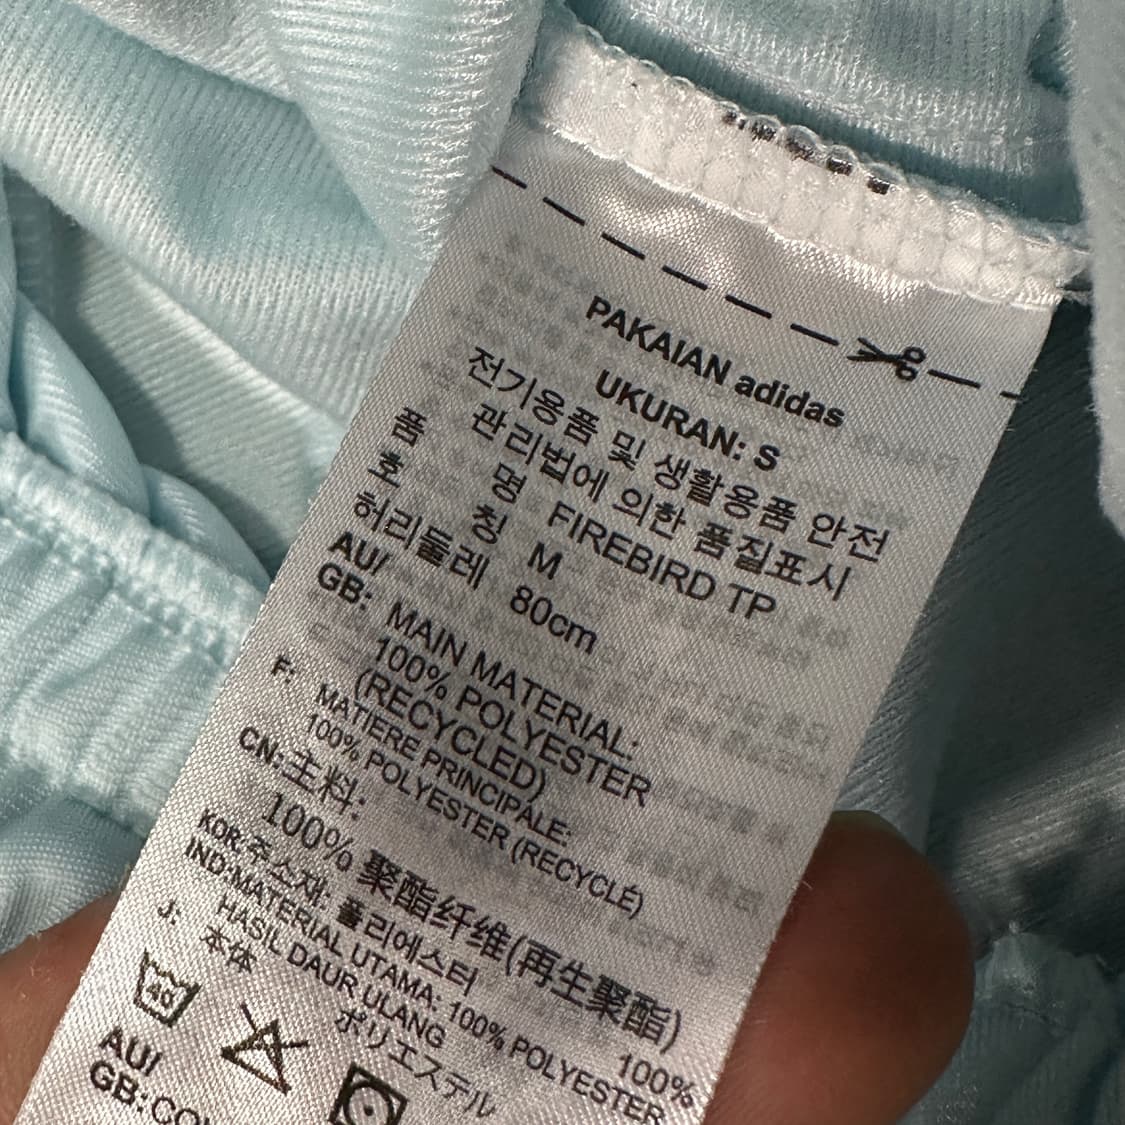 PAKAIAN adidas
UKURAN: S
전기용품 및 생활용품 안전
관리법에 의한 품질표시
품 명 FIREBIRD TP
호 칭 M
허리둘레 80cm
AU/
GB: MAIN MATERIAL:
100% POLYESTER
(RECYCLED)
F: MATIERE PRINCIPALE:
100% POLYESTER (RECYCLÉ)
CN:主料:
100% 聚酯纤维(再生聚酯)
KOR:주소재: 폴리에스터 100%
IND:MATERIAL UTAMA: 100% POLYESTER
HASIL DAUR ULANG
J: 本体 ポリエステル
40
AU/
GB: